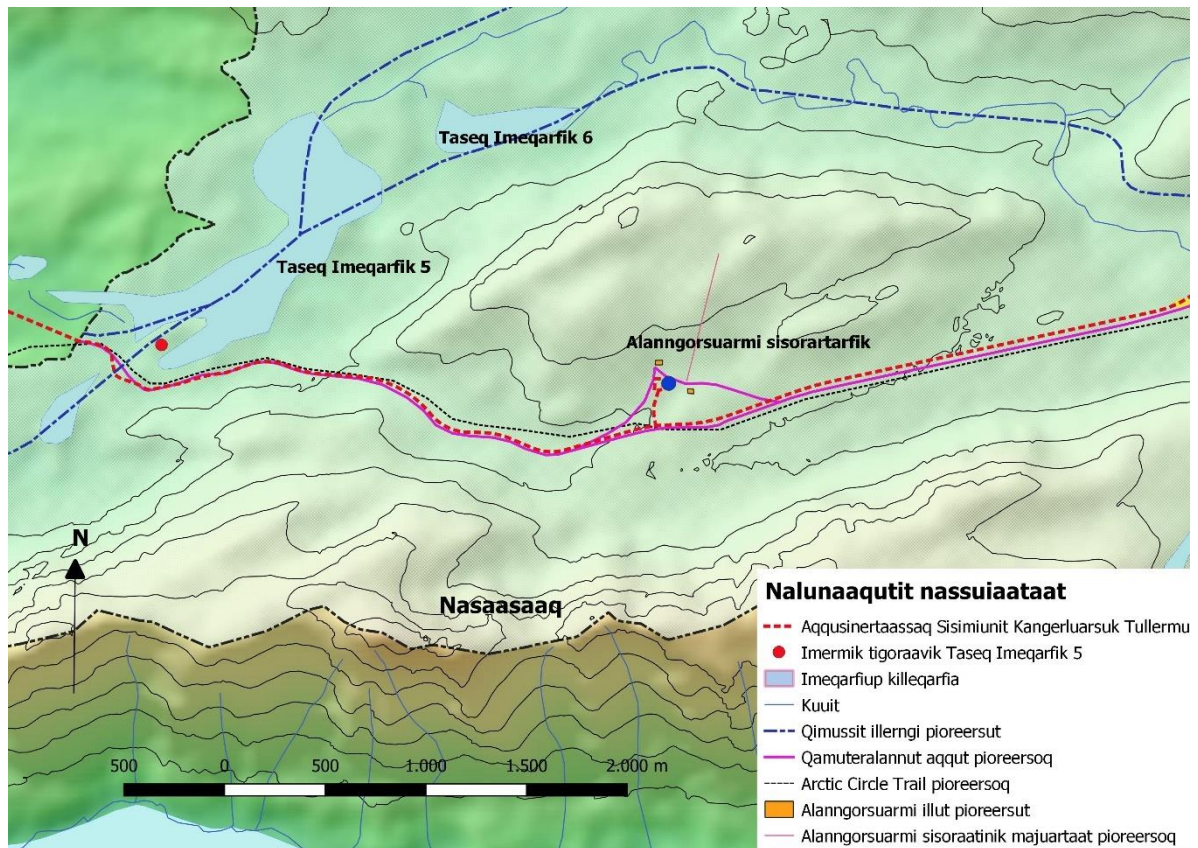 Taseq Imeqarfik 6
Taseq Imeqarfik 5
Alanngorsuarmi sisorartarfik
N
Nasaasaaq
500 0 500 1.000 1.500 2.000 m
Nalunaaqutit nassuiaataat
Aqqusinertaassaq Sisimiunit Kangerluarsuk Tullermu
Imermik tigoraavik Taseq Imeqarfik 5
Imeqarfiup killeqarfia
Kuuit
Qimussit illerngi pioreersut
Qamuteralannut aqqut pioreersoq
Arctic Circle Trail pioreersoq
Alanngorsuarmi illut pioreersut
Alanngorsuarmi sisoraatinik majuartaat pioreersoq